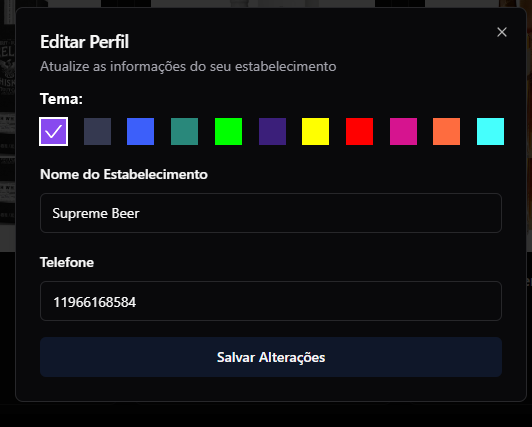 Editar Perfil
Atualize as informações do seu estabelecimento
Tema:
Nome do Estabelecimento
Supreme Beer
Telefone
11966168584
Salvar Alterações